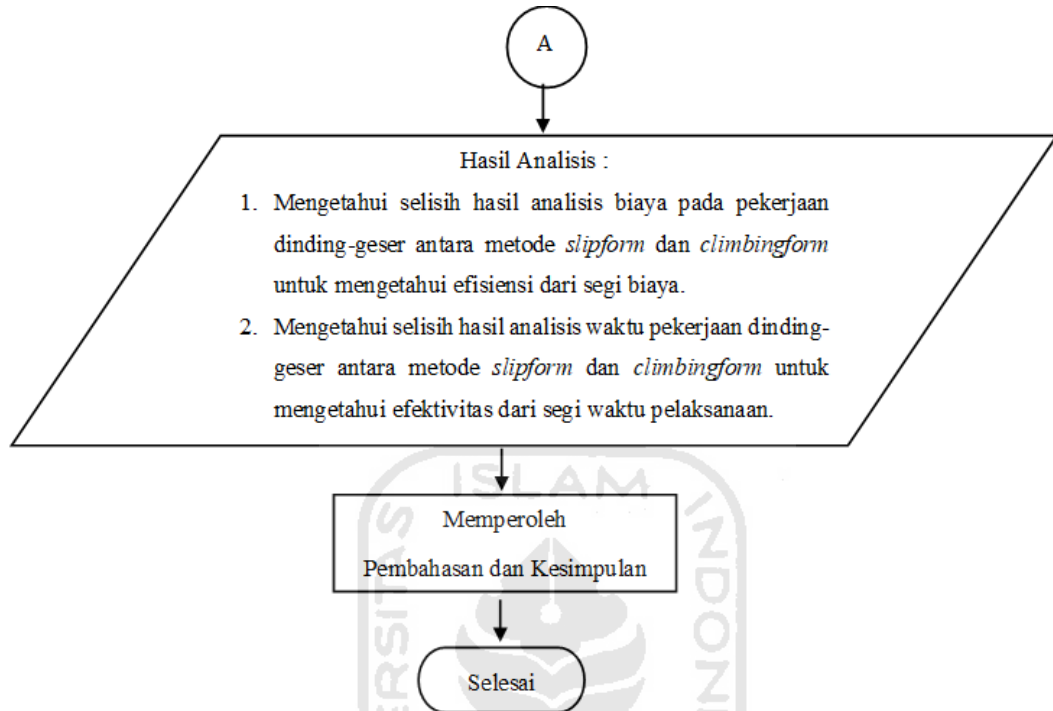 A
Hasil Analisis :
1. Mengetahui selisih hasil analisis biaya pada pekerjaan
dinding-geser antara metode slipform dan climbingform
untuk mengetahui efisiensi dari segi biaya.
2. Mengetahui selisih hasil analisis waktu pekerjaan dinding-
geser antara metode slipform dan climbingform untuk
mengetahui efektivitas dari segi waktu pelaksanaan.
ISLAM
Memperoleh
Pembahasan dan Kesimpulan
Selesai